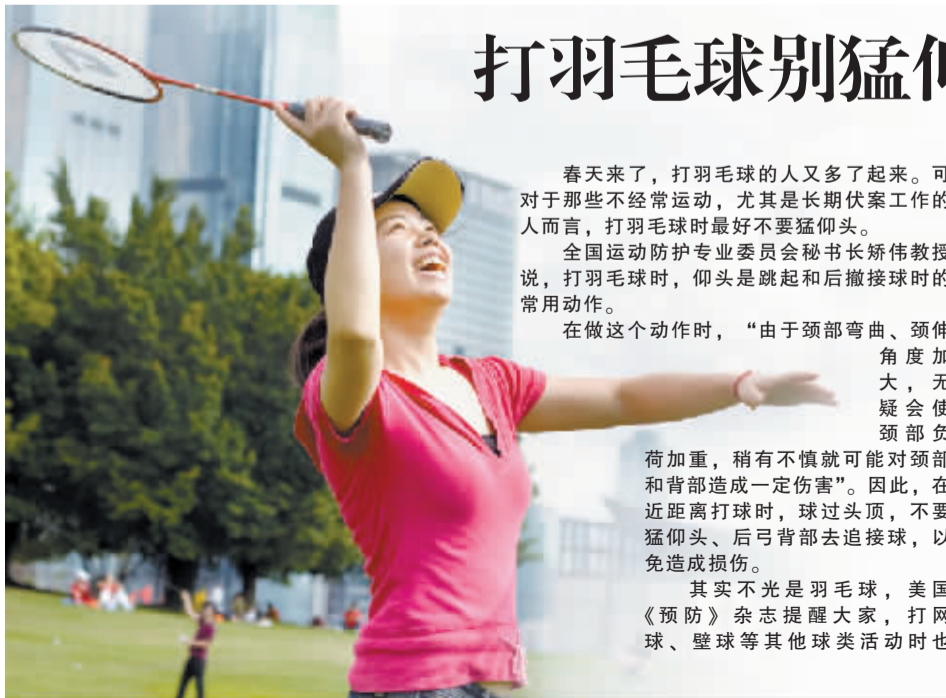 打羽毛球别猛仰
春天来了，打羽毛球的人又多了起来。可
对于那些不经常运动，尤其是长期伏案工作的
人而言，打羽毛球时最好不要猛仰头。
全国运动防护专业委员会秘书长矫伟教授
说，打羽毛球时，仰头是跳起和后撤接球时的
常用动作。
在做这个动作时，“由于颈部弯曲、颈伸
角度加
大，无
疑会使
颈部负
荷加重，稍有不慎就可能对颈部
和背部造成一定伤害”。因此，在
近距离打球时，球过头顶，不要
猛仰头、后弓背部去追接球，以
免造成损伤。
其实不光是羽毛球，美国
《预防》杂志提醒大家，打网
球、壁球等其他球类活动时也